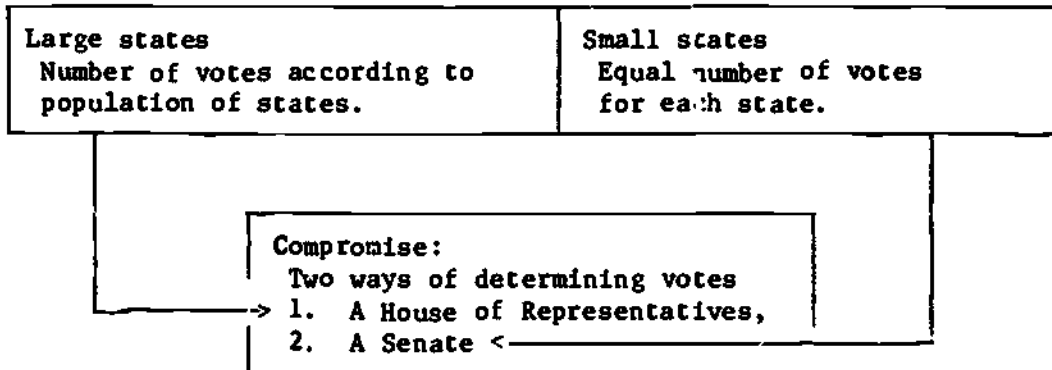 Large states
Number of votes according to
population of states.
Small states
Equal number of votes
for each state.
Compromise:
Two ways of determining votes
-> 1. A House of Representatives,
2. A Senate <